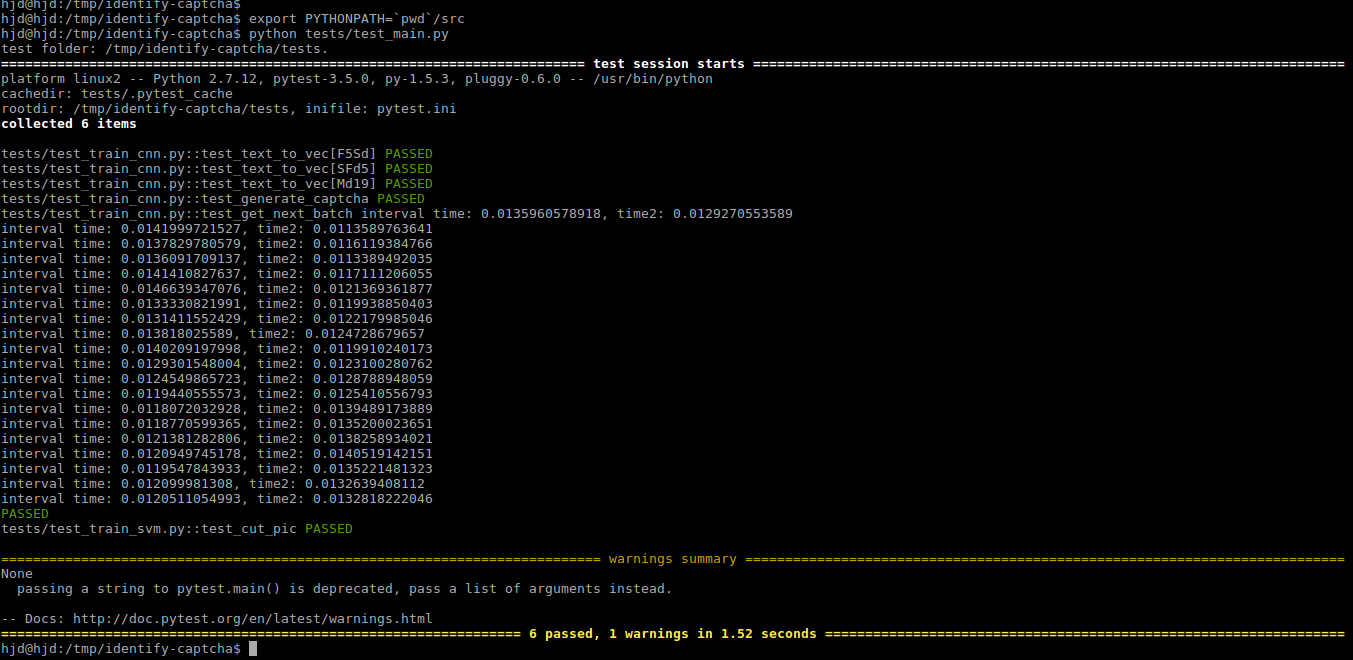 hjd@hjd:/tmp/identify-captcha$
hjd@hjd:/tmp/identify-captcha$ export PYTHONPATH=`pwd`/src
hjd@hjd:/tmp/identify-captcha$ python tests/test_main.py
test folder: /tmp/identify-captcha/tests.
========================================================================= test session starts ==========================================================================
platform linux2 -- Python 2.7.12, pytest-3.5.0, py-1.5.3, pluggy-0.6.0 -- /usr/bin/python
cachedir: tests/.pytest_cache
rootdir: /tmp/identify-captcha/tests, inifile: pytest.ini
collected 6 items
tests/test_train_cnn.py::test_text_to_vec[F5Sd] PASSED
tests/test_train_cnn.py::test_text_to_vec[SFd5] PASSED
tests/test_train_cnn.py::test_text_to_vec[Md19] PASSED
tests/test_train_cnn.py::test_generate_captcha PASSED
tests/test_train_cnn.py::test_get_next_batch interval time: 0.0135960578918, time2: 0.0129270553589
interval time: 0.0141999721527, time2: 0.0113589763641
interval time: 0.0137829780579, time2: 0.0116119384766
interval time: 0.0136091709137, time2: 0.0113389492035
interval time: 0.0141410827637, time2: 0.0117111206055
interval time: 0.0146639347076, time2: 0.0121369361877
interval time: 0.0133330821991, time2: 0.0119938850403
interval time: 0.0131411552429, time2: 0.0122179985046
interval time: 0.013818025589, time2: 0.0124728679657
interval time: 0.0140209197998, time2: 0.0119910240173
interval time: 0.0129301548004, time2: 0.0123100280762
interval time: 0.0124549865723, time2: 0.0128788948059
interval time: 0.0119440555573, time2: 0.0125410556793
interval time: 0.0118072032928, time2: 0.0139489173889
interval time: 0.0118770599365, time2: 0.0135200023651
interval time: 0.0121381282806, time2: 0.0138258934021
interval time: 0.0120949745178, time2: 0.0140519142151
interval time: 0.0119547843933, time2: 0.0135221481323
interval time: 0.012099981308, time2: 0.0132639408112
interval time: 0.0120511054993, time2: 0.0132818222046
PASSED
tests/test_train_svm.py::test_cut_pic PASSED
=========================================================================== warnings summary ===========================================================================
None
  passing a string to pytest.main() is deprecated, pass a list of arguments instead.
-- Docs: http://doc.pytest.org/en/latest/warnings.html
================================================================= 6 passed, 1 warnings in 1.52 seconds =================================================================
hjd@hjd:/tmp/identify-captcha$